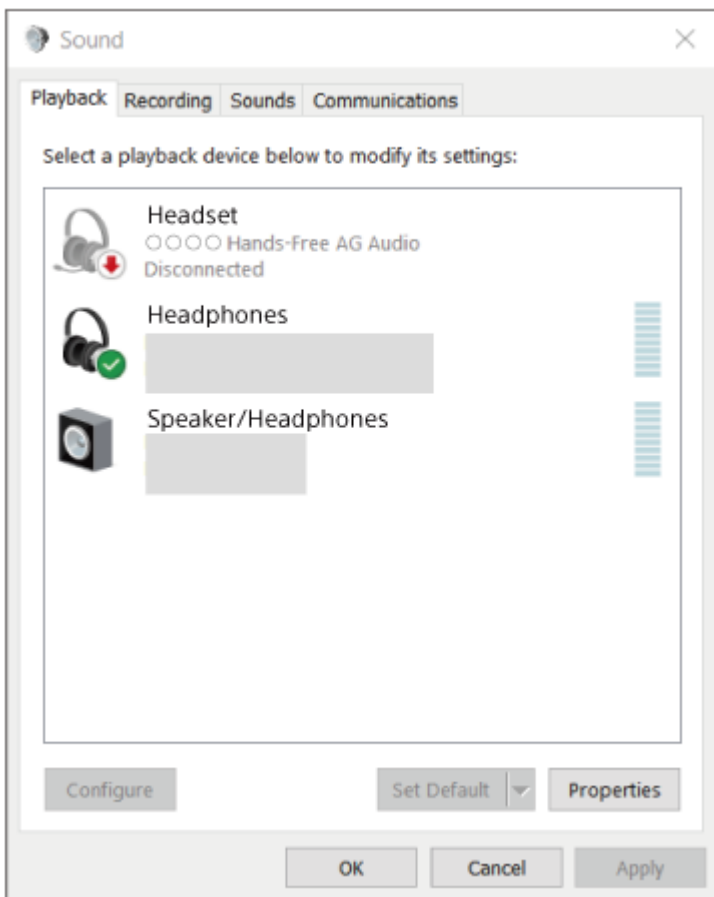 Sound
Playback Recording Sounds Communications
Select a playback device below to modify its settings:
Headset
○○○○ Hands-Free AG Audio
Disconnected
Headphones
Speaker/Headphones
Configure Set Default Properties
OK Cancel Apply